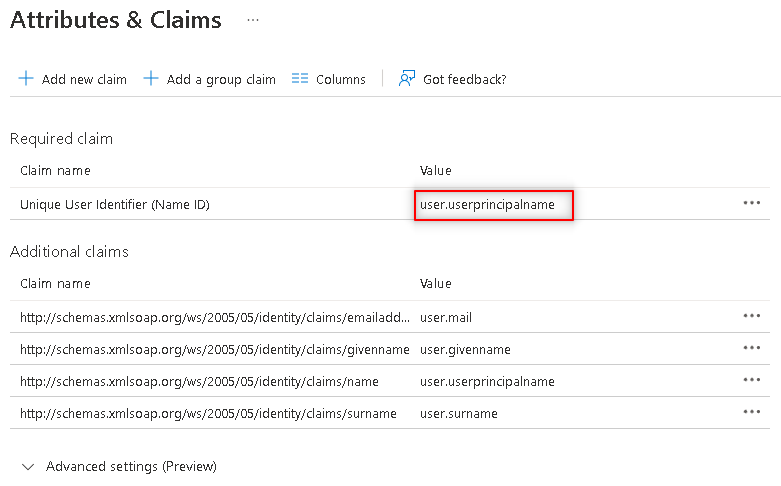 Attributes & Claims ...
Add new claim Add a group claim Columns Got feedback?
Required claim
Claim name Value
Unique User Identifier (Name ID) user.userprincipalname
Additional claims
Claim name Value
http://schemas.xmlsoap.org/ws/2005/05/identity/claims/emailadd... user.mail
http://schemas.xmlsoap.org/ws/2005/05/identity/claims/givenname user.givenname
http://schemas.xmlsoap.org/ws/2005/05/identity/claims/name user.userprincipalname
http://schemas.xmlsoap.org/ws/2005/05/identity/claims/surname user.surname
Advanced settings (Preview)